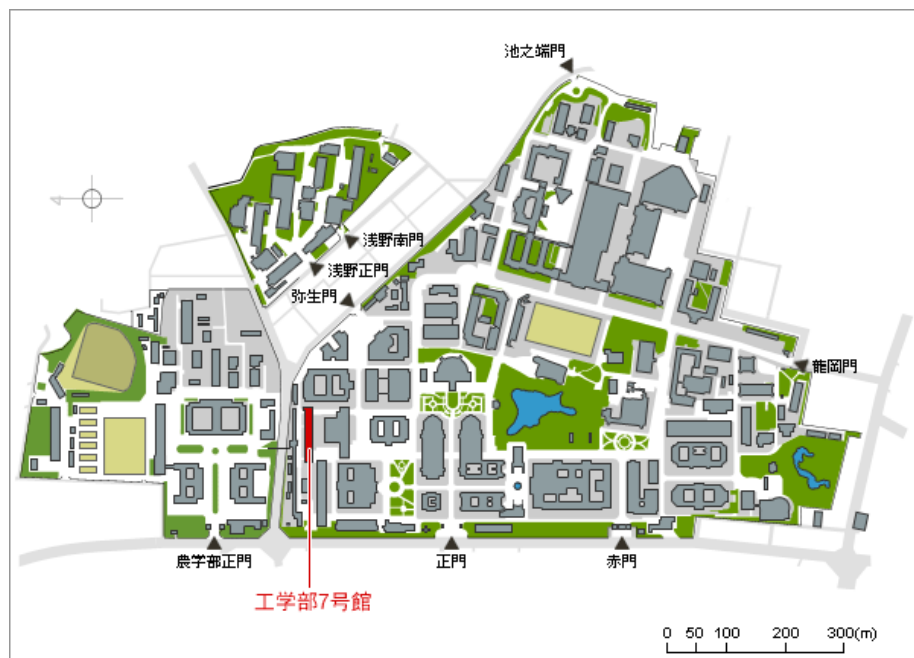 池之端門
浅野南門
浅野正門
弥生門
龍岡門
農学部正門
正門
赤門
工学部7号館
0 50 100 200 300(m)